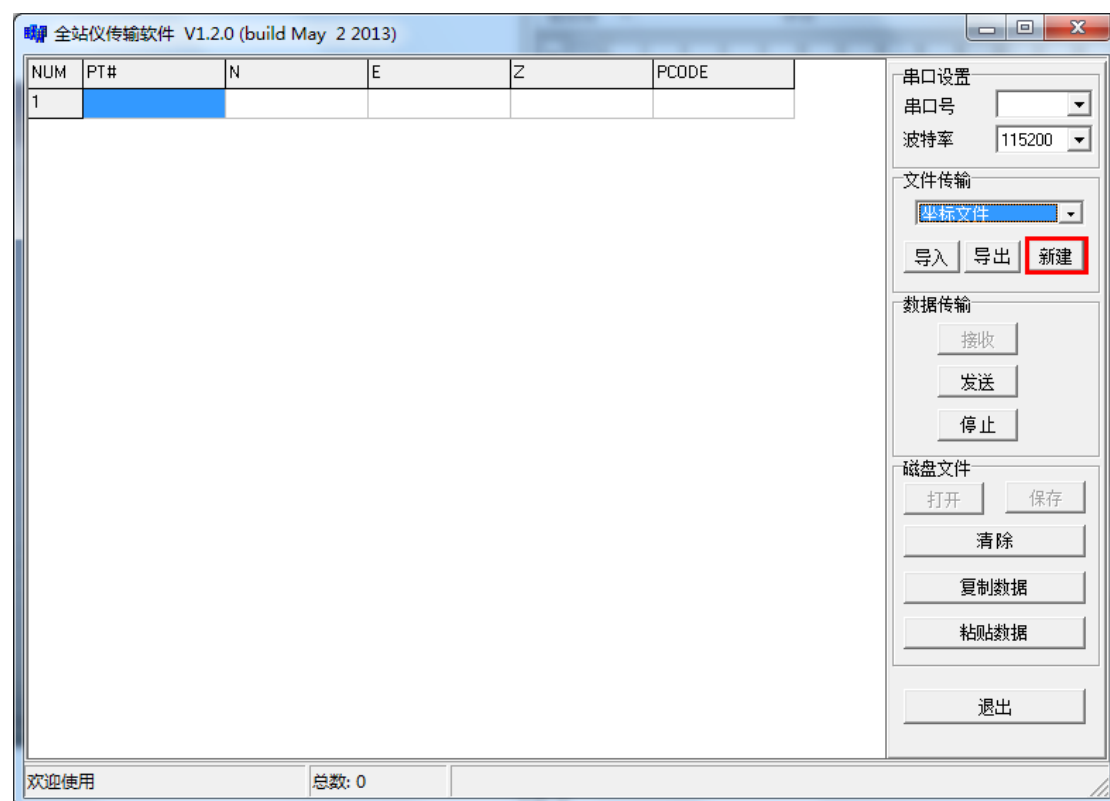 全站仪传输软件 V1.2.0 (build May 2 2013)
NUM PT# N E Z PCODE
1
串口设置
串口号
波特率 115200
文件传输
坐标文件
导入 导出 新建
数据传输
接收
发送
停止
磁盘文件
打开 保存
清除
复制数据
粘贴数据
退出
欢迎使用 总数: 0